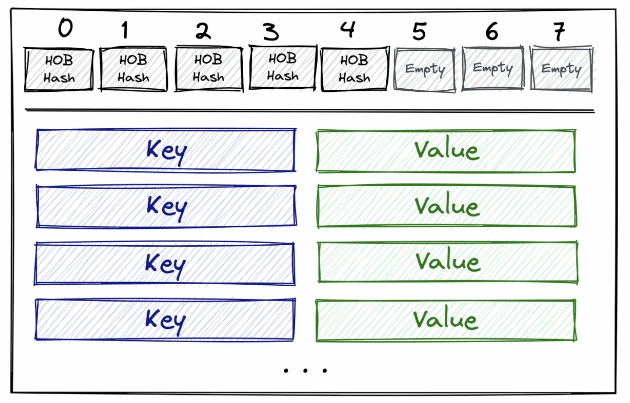 0 1 2 3 4 5 6 7
HOB HOB HOB HOB HOB
Hash Hash Hash Hash Hash Empty Empty Empty
Key Value
Key Value
Key Value
Key Value
...